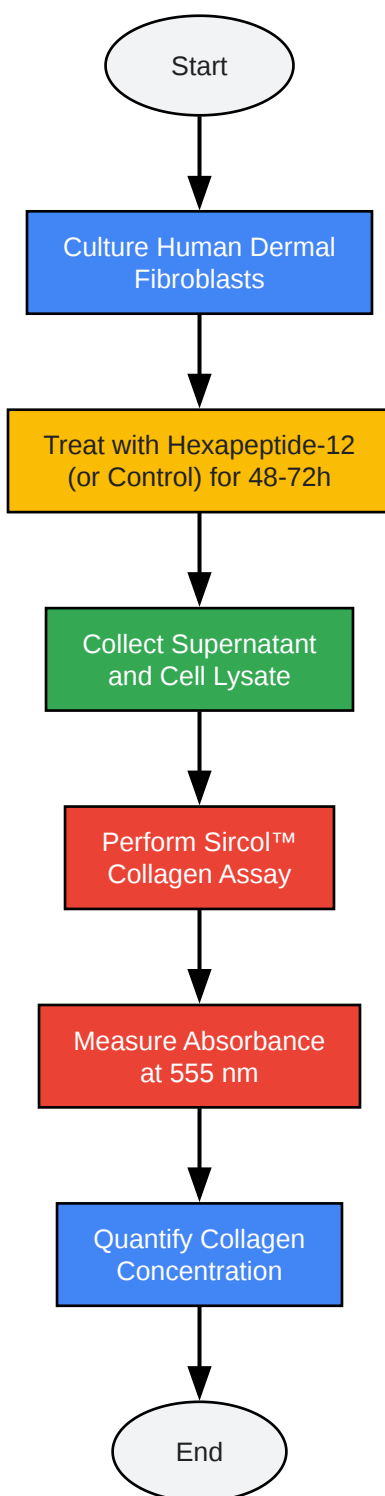 Start
Culture Human Dermal
Fibroblasts
Treat with Hexapeptide-12
(or Control) for 48-72h
Collect Supernatant
and Cell Lysate
Perform Sircol™
Collagen Assay
Measure Absorbance
at 555 nm
Quantify Collagen
Concentration
End